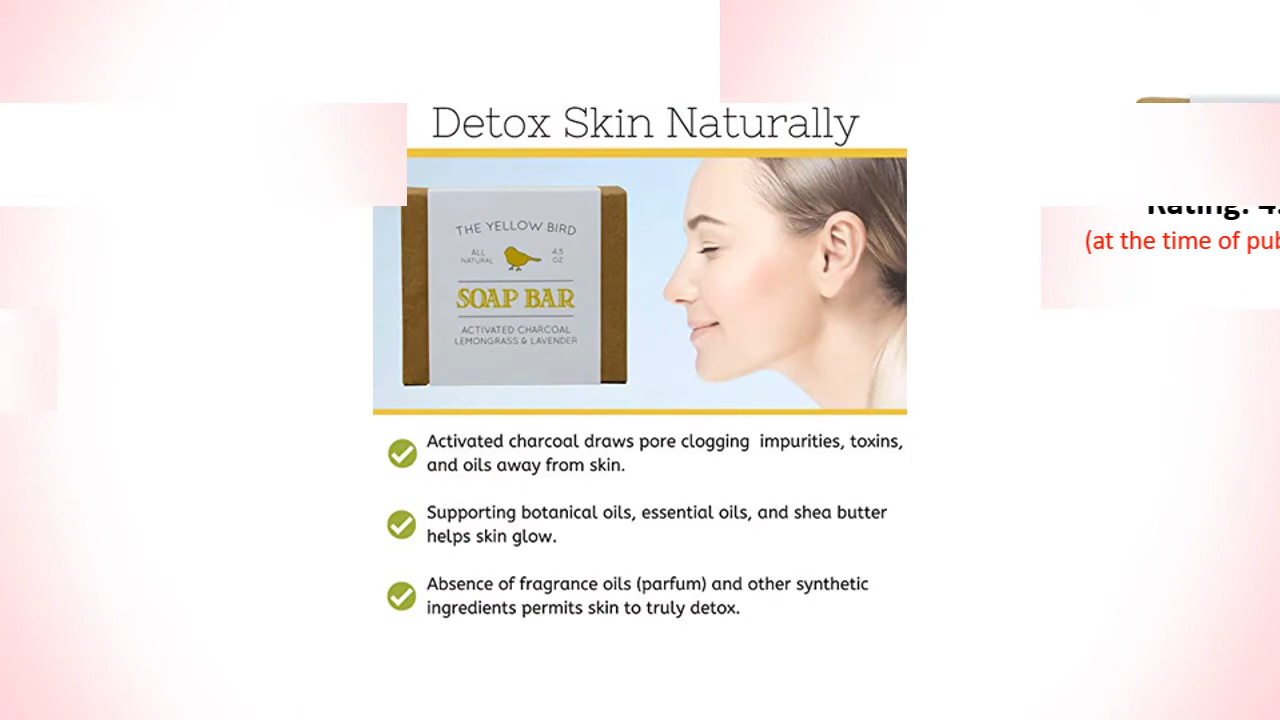 Detox Skin Naturally
THE YELLOW BIRD
ALL
NATURAL
4.5
OZ
SOAP BAR
ACTIVATED CHARCOAL
LEMONGRASS & LAVENDER
Rating: 4.
(at the time of pub
Activated charcoal draws pore clogging impurities, toxins,
and oils away from skin.
Supporting botanical oils, essential oils, and shea butter
helps skin glow.
Absence of fragrance oils (parfum) and other synthetic
ingredients permits skin to truly detox.